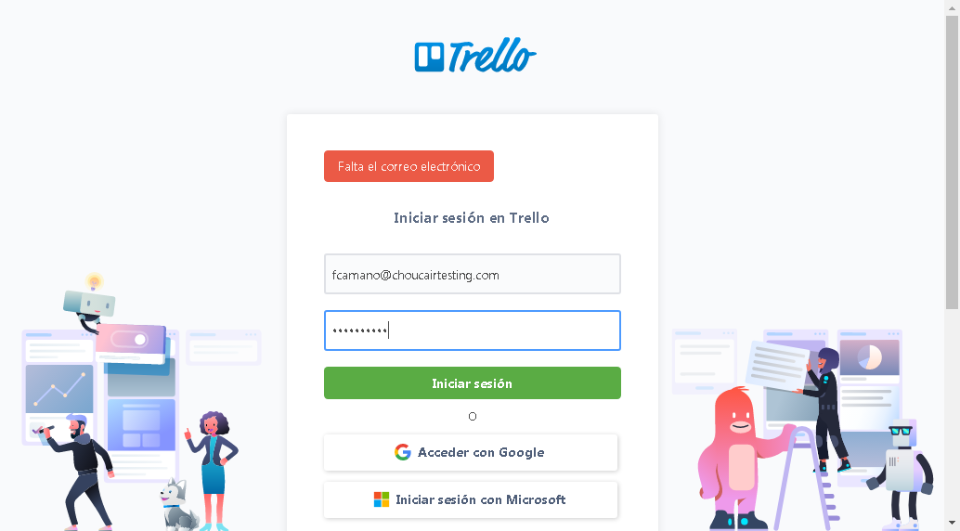 Trello
Falta el correo electrónico
Iniciar sesión en Trello
fcamano@choucairtesting.com
••••••••••
Iniciar sesión
O
Acceder con Google
Iniciar sesión con Microsoft